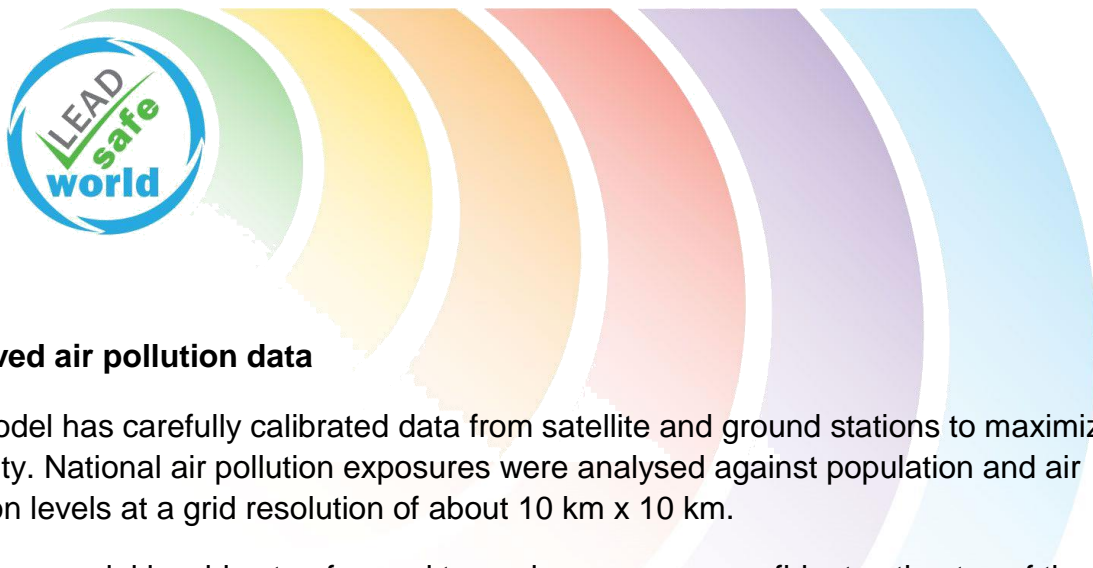 LEAD
safe
world
ved air pollution data
odel has carefully calibrated data from satellite and ground stations to maximiz
ty. National air pollution exposures were analysed against population and air
on levels at a grid resolution of about 10 km x 10 km.